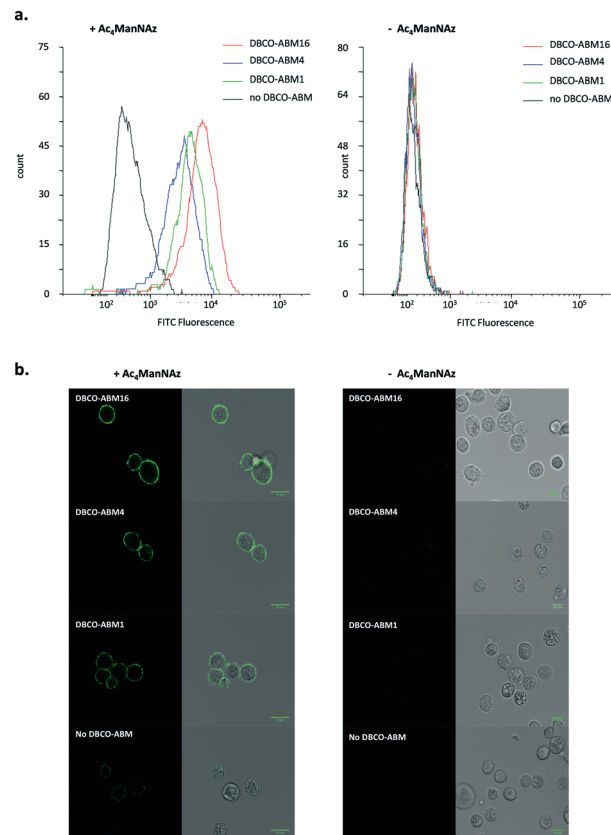 a.
+ Ac₄ManNAz
- Ac₄ManNAz
75
60
45
30
15
0
count
DBCO-ABM16
DBCO-ABM4
DBCO-ABM1
no DBCO-ABM
10² 10³ 10⁴ 10⁵
FITC Fluorescence
80
64
48
32
16
0
count
DBCO-ABM16
DBCO-ABM4
DBCO-ABM1
no DBCO-ABM
10² 10³ 10⁴ 10⁵
FITC Fluorescence
b.
+ Ac₄ManNAz
- Ac₄ManNAz
DBCO-ABM16
DBCO-ABM16
DBCO-ABM4
DBCO-ABM4
DBCO-ABM1
DBCO-ABM1
No DBCO-ABM
No DBCO-ABM